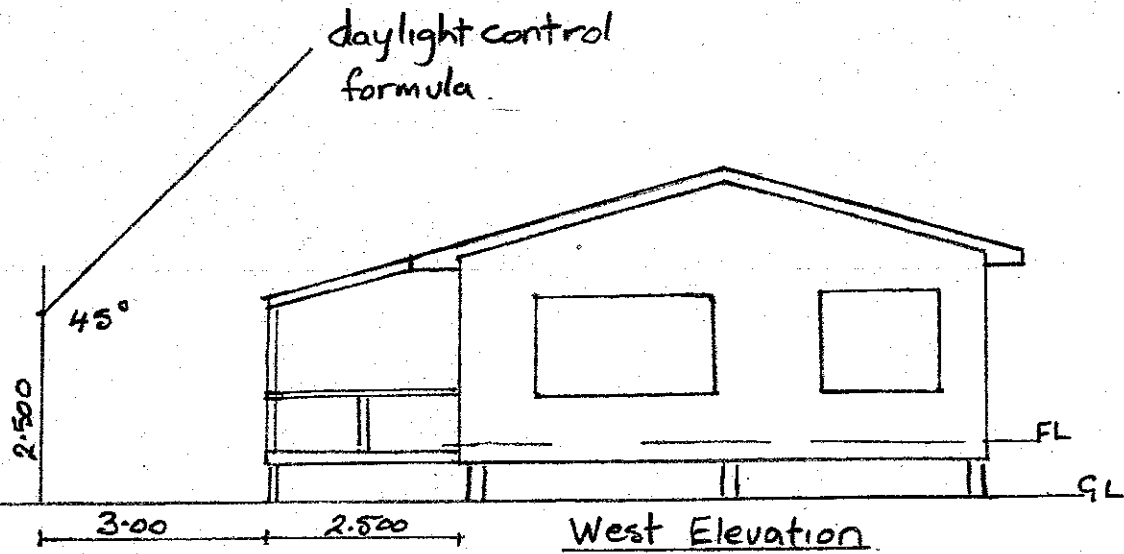 daylight control
formula.
45°
2.500
FL
GL
3.00
2.500
West Elevation